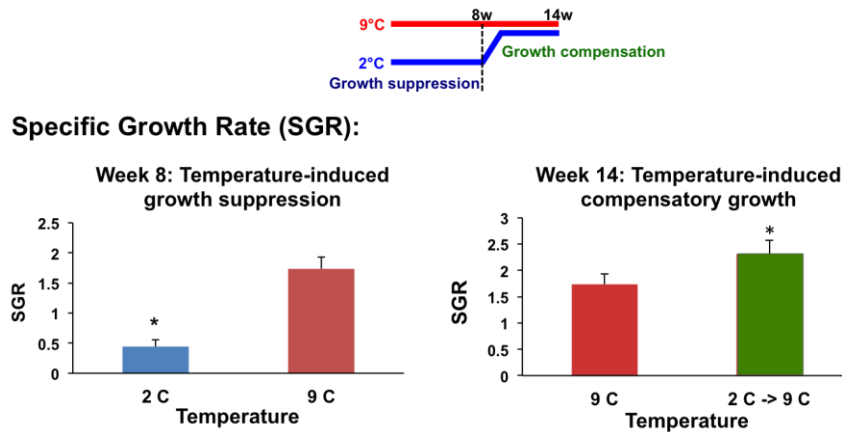 8w 14w
9°C
2°C
Growth compensation
Growth suppression
Specific Growth Rate (SGR):
Week 8: Temperature-induced
growth suppression
2.5
2
1.5
1
0.5
0
SGR
*
2 C 9 C
Temperature
Week 14: Temperature-induced
compensatory growth
3
2.5
2
1.5
1
0.5
0
SGR
*
9 C 2 C -> 9 C
Temperature